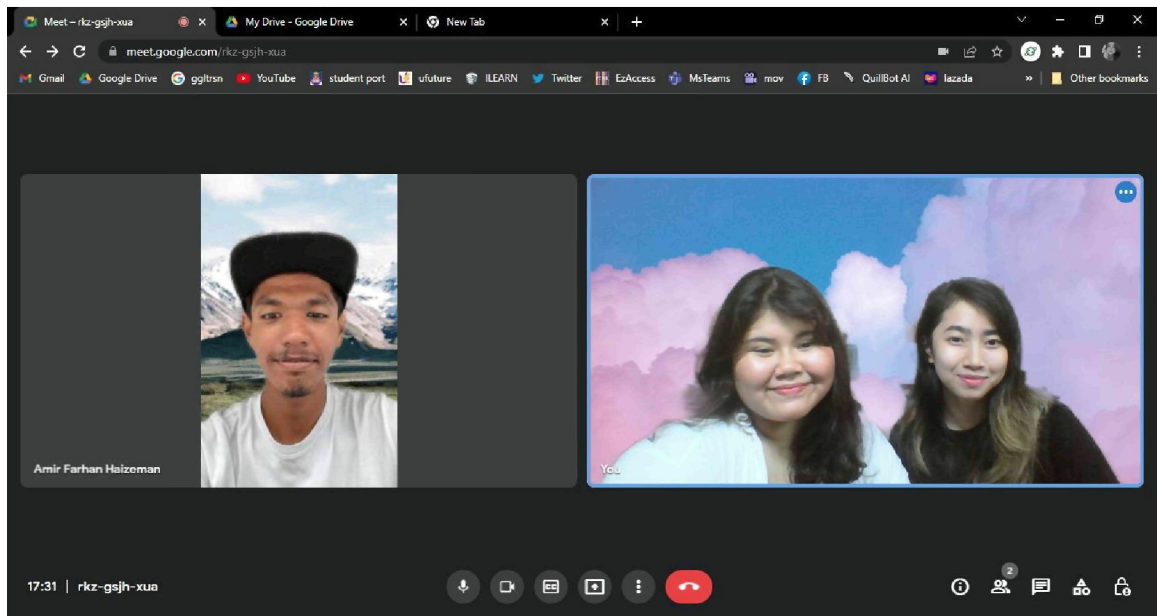 Meet – rkz-gsjh-xua
My Drive - Google Drive
New Tab
meet.google.com/rkz-gsjh-xua
Gmail Google Drive ggltrsn YouTube student port ufuture ILEARN Twitter EzAccess MsTeams mov FB QuillBot AI lazada » Other bookmarks
Amir Farhan Haizeman
You
17:31 | rkz-gsjh-xua
CC
2